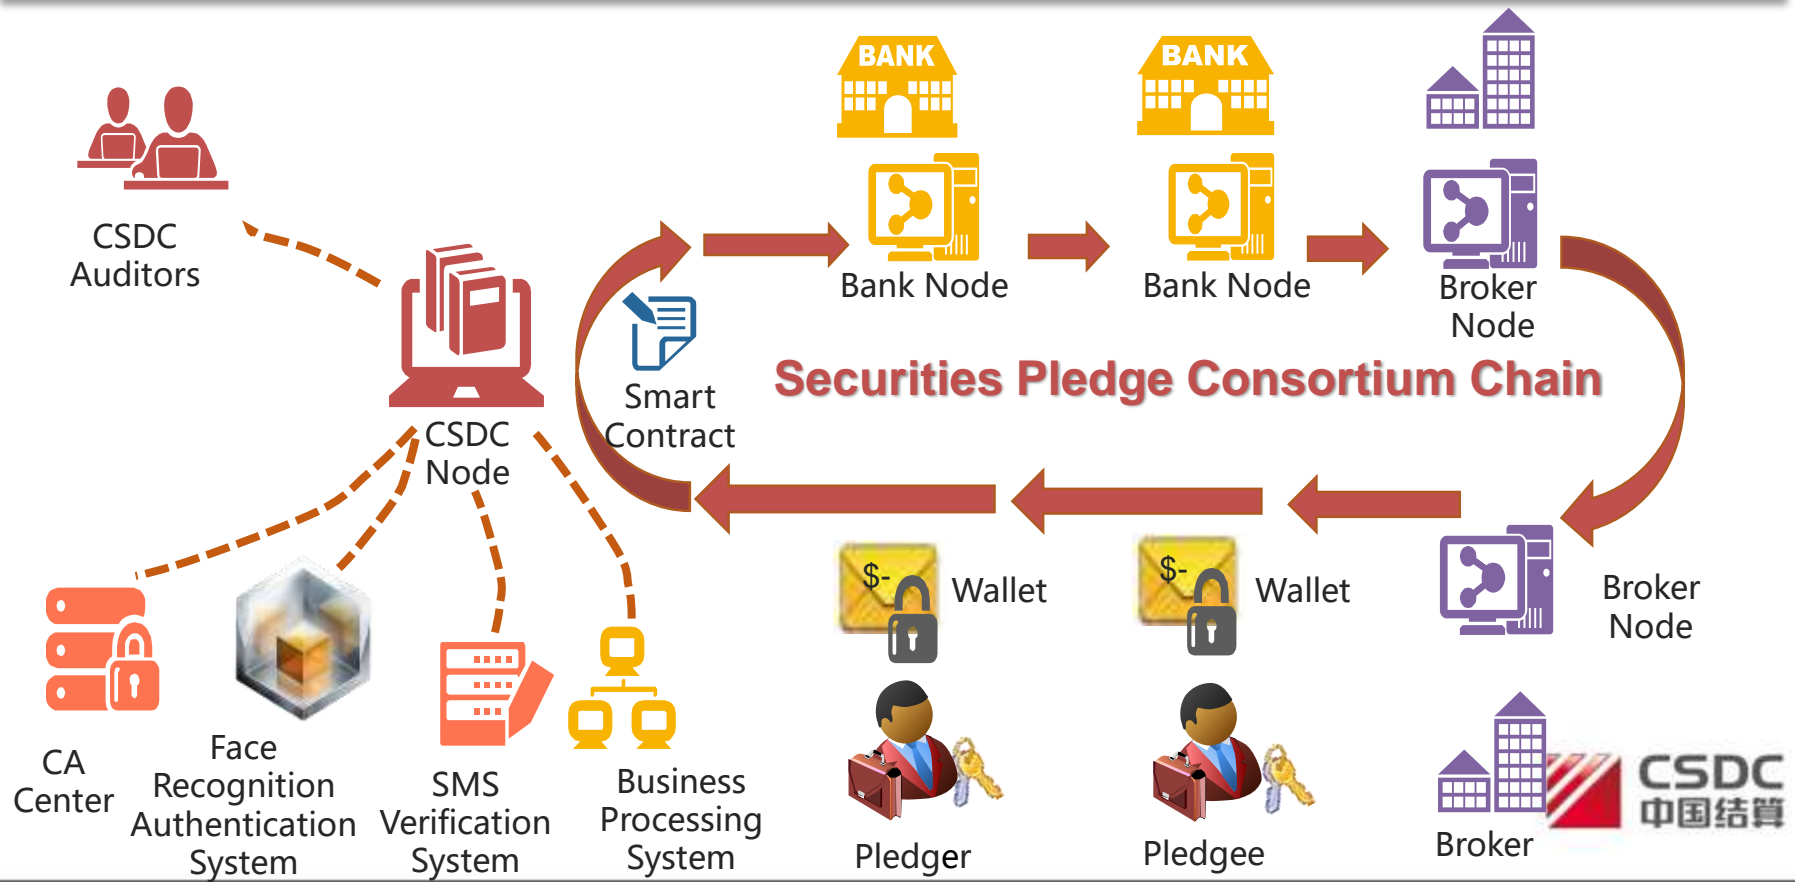 BANK
BANK
CSDC
Auditors
Bank Node
Bank Node
Broker
Node
Smart
Contract
Securities Pledge Consortium Chain
CSDC
Node
$-
Wallet
$-
Wallet
Broker
Node
CA
Center
Face
Recognition
Authentication
System
SMS
Verification
System
Business
Processing
System
Pledger
Pledgee
Broker
CSDC
中国结算